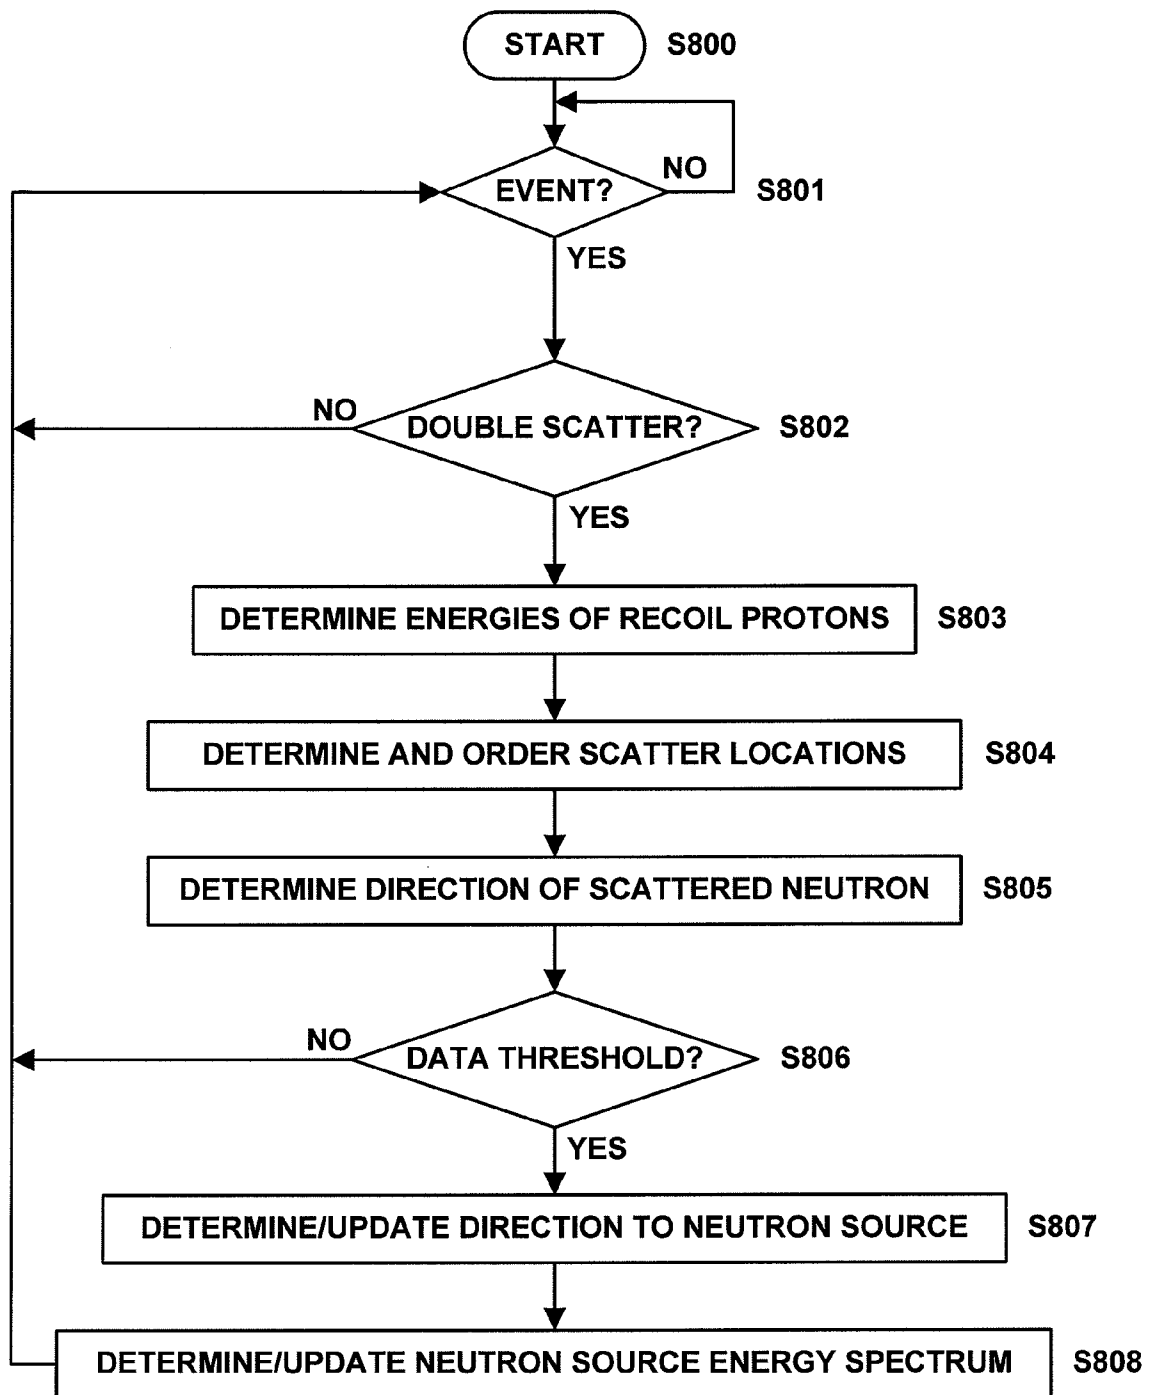 START S800
NO
EVENT? S801
YES
NO
DOUBLE SCATTER? S802
YES
DETERMINE ENERGIES OF RECOIL PROTONS S803
DETERMINE AND ORDER SCATTER LOCATIONS S804
DETERMINE DIRECTION OF SCATTERED NEUTRON S805
NO
DATA THRESHOLD? S806
YES
DETERMINE/UPDATE DIRECTION TO NEUTRON SOURCE S807
DETERMINE/UPDATE NEUTRON SOURCE ENERGY SPECTRUM S808